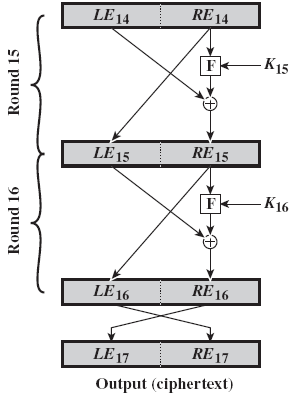 LE14 RE14
Round 15
F K15
+
LE15 RE15
Round 16
F K16
+
LE16 RE16
LE17 RE17
Output (ciphertext)